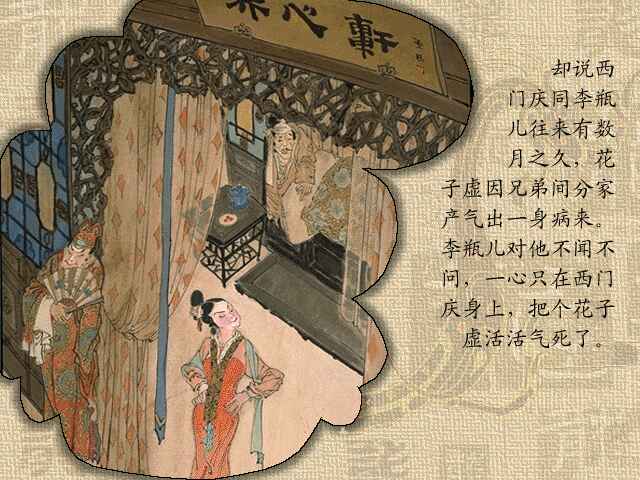 心軒
却说西
门庆同李瓶
儿往来有数
月之久，花
子虚因兄弟间分家
产气出一身病来。
李瓶儿对他不闻不
问，一心只在西门
庆身上，把个花子
虚活活气死了。